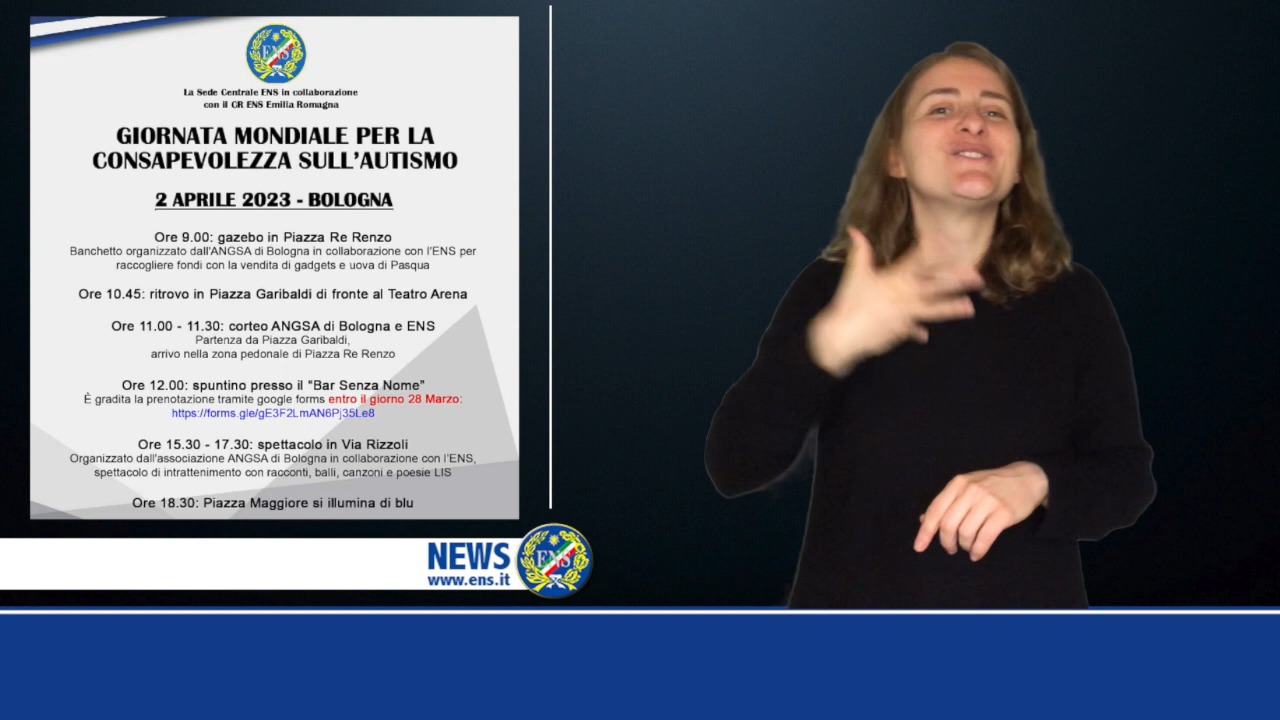 ENS
La Sede Centrale ENS in collaborazione
con il CR ENS Emilia Romagna
GIORNATA MONDIALE PER LA
CONSAPEVOLEZZA SULL'AUTISMO
2 APRILE 2023 - BOLOGNA
Ore 9.00: gazebo in Piazza Re Renzo
Banchetto organizzato dall'ANGSA di Bologna in collaborazione con l'ENS per
raccogliere fondi con la vendita di gadgets e uova di Pasqua
Ore 10.45: ritrovo in Piazza Garibaldi di fronte al Teatro Arena
Ore 11.00 - 11.30: corteo ANGSA di Bologna e ENS
Partenza da Piazza Garibaldi,
arrivo nella zona pedonale di Piazza Re Renzo
Ore 12.00: spuntino presso il "Bar Senza Nome"
È gradita la prenotazione tramite google forms entro il giorno 28 Marzo:
https://forms.gle/gE3F2LmAN6Pj35Le8
Ore 15.30 - 17.30: spettacolo in Via Rizzoli
Organizzato dall'associazione ANGSA di Bologna in collaborazione con l'ENS,
spettacolo di intrattenimento con racconti, balli, canzoni e poesie LIS
Ore 18.30: Piazza Maggiore si illumina di blu
NEWS
www.ens.it
ENS